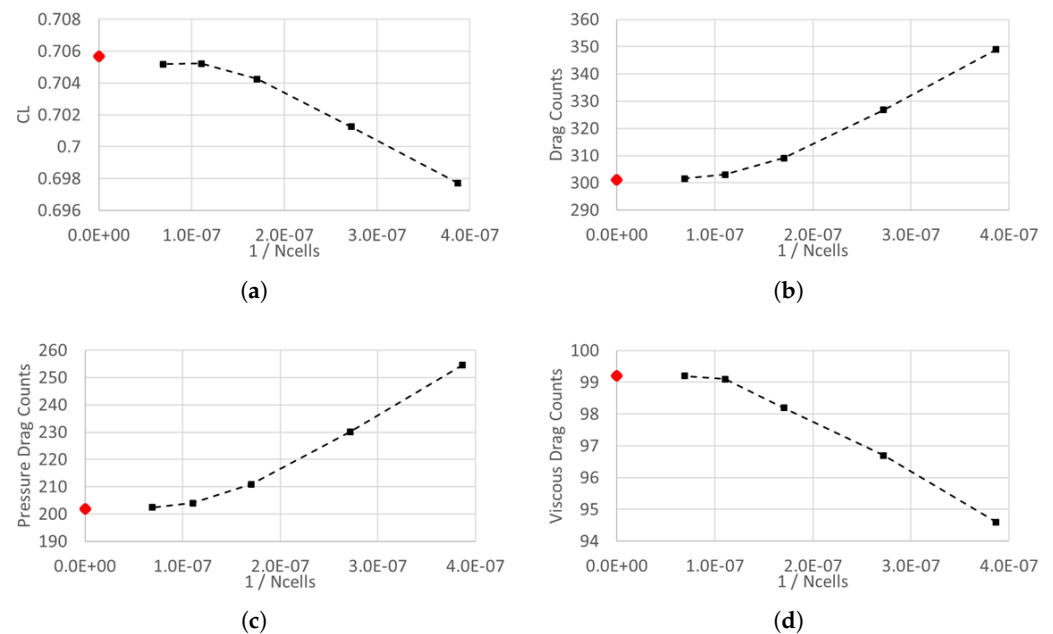 0.708
0.706
0.704
0.702
0.7
0.698
0.696
CL
0.0E+00 1.0E-07 2.0E-07 3.0E-07 4.0E-07
1 / Ncells
(a)
360
350
340
330
320
310
300
290
Drag Counts
0.0E+00 1.0E-07 2.0E-07 3.0E-07 4.0E-07
1 / Ncells
(b)
260
250
240
230
220
210
200
190
Pressure Drag Counts
0.0E+00 1.0E-07 2.0E-07 3.0E-07 4.0E-07
1 / Ncells
(c)
100
99
98
97
96
95
94
Viscous Drag Counts
0.0E+00 1.0E-07 2.0E-07 3.0E-07 4.0E-07
1 / Ncells
(d)